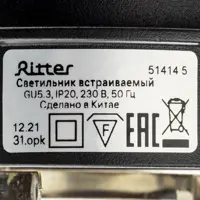 Ritter 51414 5
Светильник встраиваемый
GU5.3, IP20, 230 В, 50 Гц
Сделано в Китае
12.21
31.opk
F
EAC